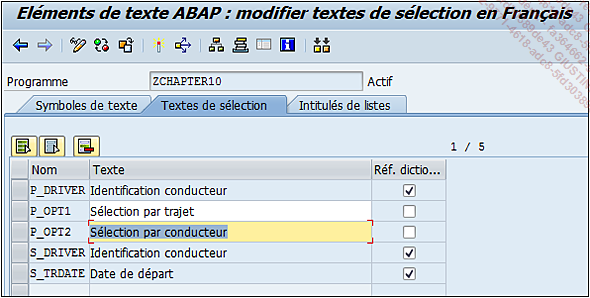 Eléments de texte ABAP : modifier textes de sélection en Français
Programme ZCHAPTER10 Actif
Symboles de texte Textes de sélection Intitulés de listes
1 / 5
Nom Texte Réf. dictio...
P_DRIVER Identification conducteur
P_OPT1 Sélection par trajet
P_OPT2 Sélection par conducteur
S_DRIVER Identification conducteur
S_TRDATE Date de départ